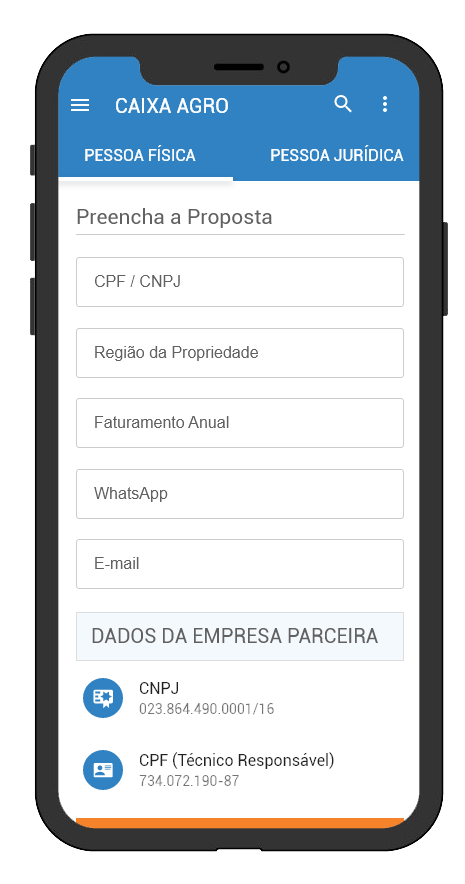 CAIXA AGRO
PESSOA FÍSICA PESSOA JURÍDICA
Preencha a Proposta
CPF / CNPJ
Região da Propriedade
Faturamento Anual
WhatsApp
E-mail
DADOS DA EMPRESA PARCEIRA
CNPJ
023.864.490.0001/16
CPF (Técnico Responsável)
734.072.190-87